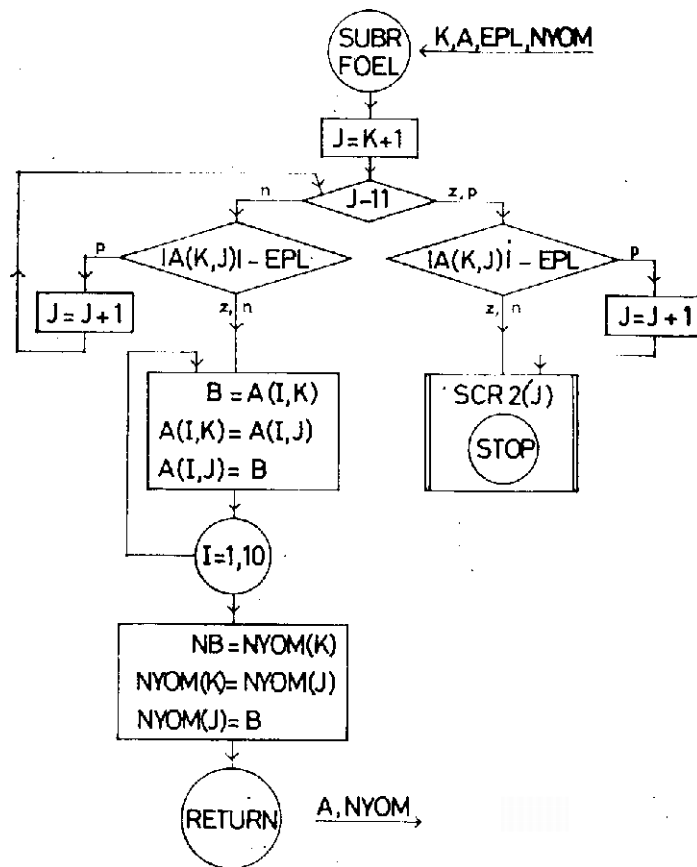 SUBR
FOEL
K,A,EPL,NYOM
J=K+1
n
J-11
z,p
p
|A(K,J)| - EPL
|A(K,J)| - EPL
p
J=J+1
z, n
z, n
J=J+1
B = A(I,K)
A(I,K)=A(I,J)
A(I,J)=B
SCR 2(J)
STOP
I=1,10
NB=NYOM(K)
NYOM(K)=NYOM(J)
NYOM(J)=B
RETURN
A,NYOM